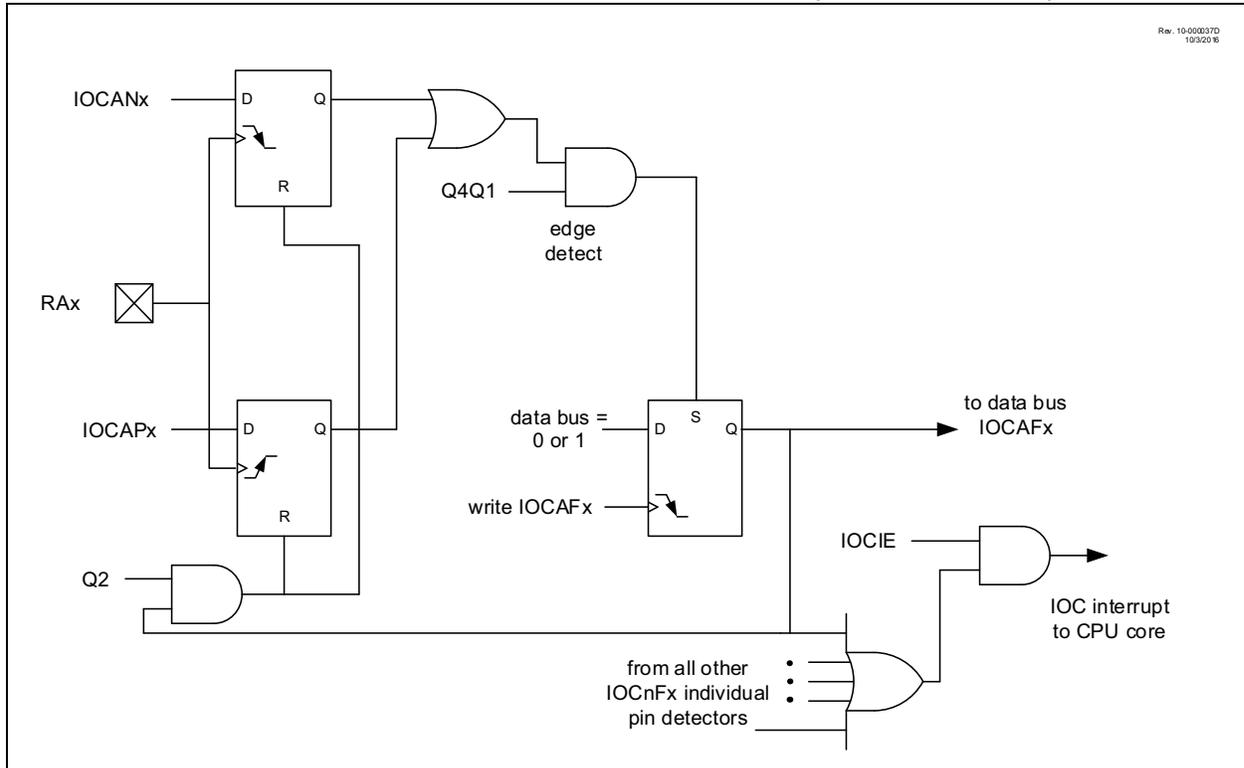 Rev. 10-000037D
10/3/2016
IOCANx
D
Q
R
Q4Q1
edge
detect
RAx
IOCAPx
D
Q
R
data bus =
0 or 1
S
D
Q
to data bus
IOCAFx
write IOCAFx
IOCIE
Q2
IOC interrupt
to CPU core
from all other
IOCnFx individual
pin detectors